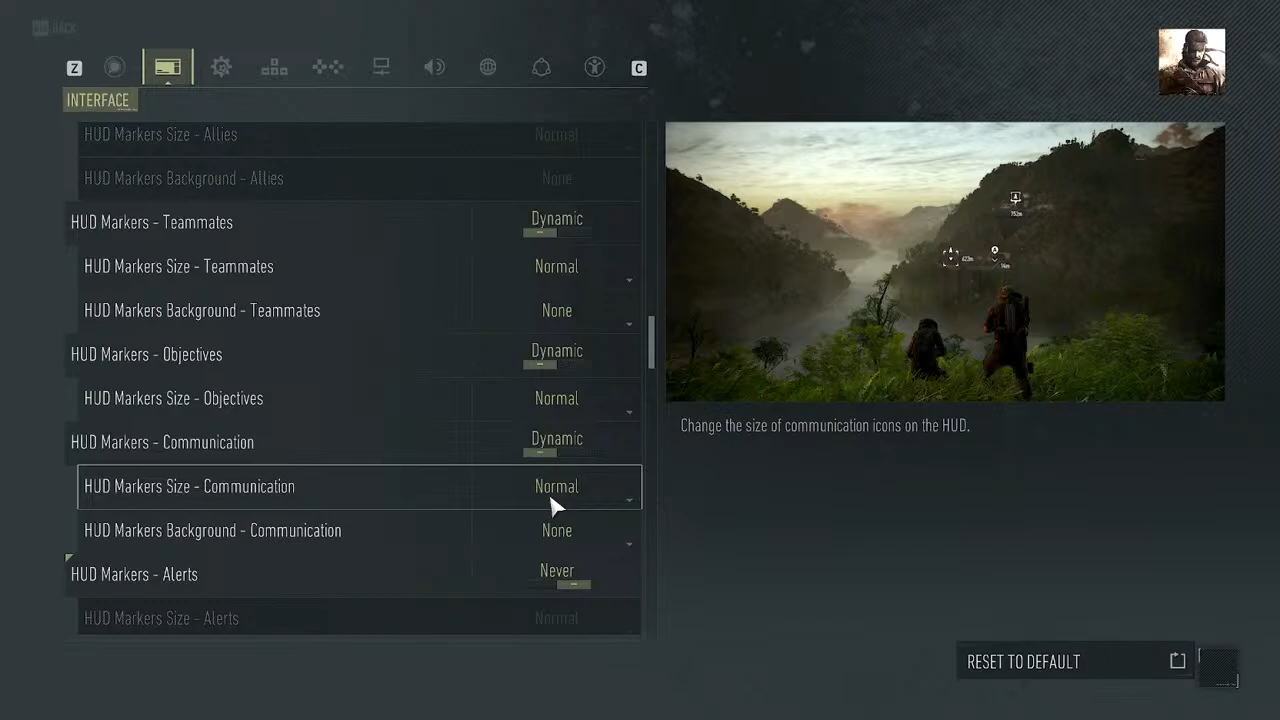 BACK
Z
C
INTERFACE
HUD Markers Size - Allies Normal
HUD Markers Background - Allies None
HUD Markers - Teammates Dynamic
HUD Markers Size - Teammates Normal
HUD Markers Background - Teammates None
HUD Markers - Objectives Dynamic
HUD Markers Size - Objectives Normal
HUD Markers - Communication Dynamic
HUD Markers Size - Communication Normal
HUD Markers Background - Communication None
HUD Markers - Alerts Never
HUD Markers Size - Alerts Normal
752m
Change the size of communication icons on the HUD.
RESET TO DEFAULT